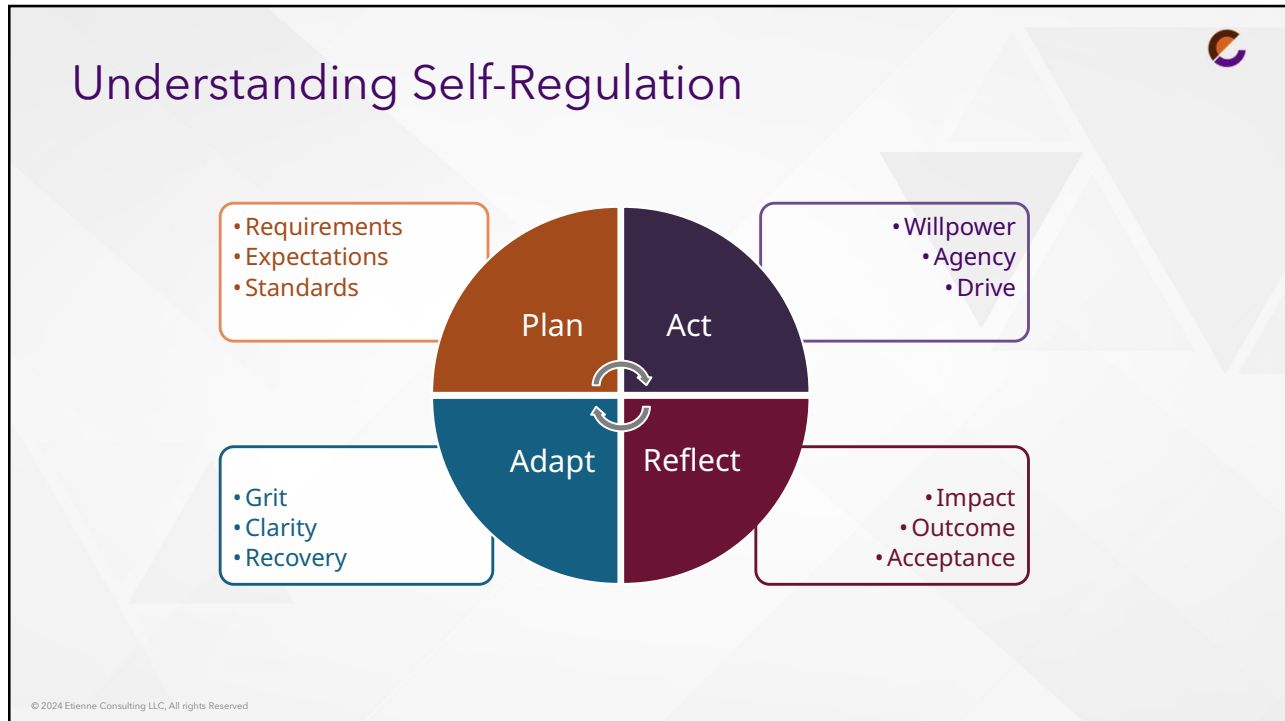 Understanding Self-Regulation
• Requirements
• Expectations
• Standards
• Willpower
• Agency
• Drive
Plan
Act
Adapt
Reflect
• Grit
• Clarity
• Recovery
• Impact
• Outcome
• Acceptance
© 2024 Etienne Consulting LLC, All rights Reserved